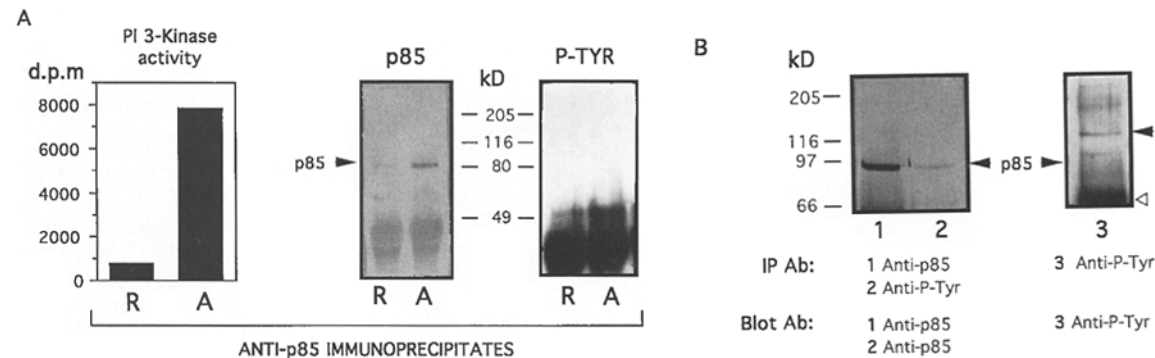 A
PI 3-Kinase
activity
d.p.m
8000
6000
4000
2000
0
R A
p85
p85
R A
kD
205
116
80
49
P-TYR
R A
ANTI-p85 IMMUNOPRECIPITATES
B
kD
205
116
97
66
p85
1 2
3
IP Ab: 1 Anti-p85 3 Anti-P-Tyr
2 Anti-P-Tyr
Blot Ab: 1 Anti-p85 3 Anti-P-Tyr
2 Anti-p85